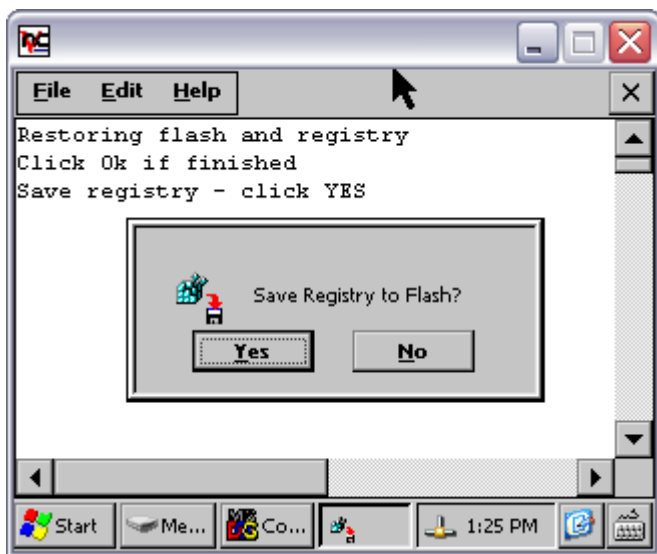 File Edit Help
Restoring flash and registry
Click Ok if finished
Save registry - click YES
Save Registry to Flash?
Yes No
Start Me... Co... 1:25 PM